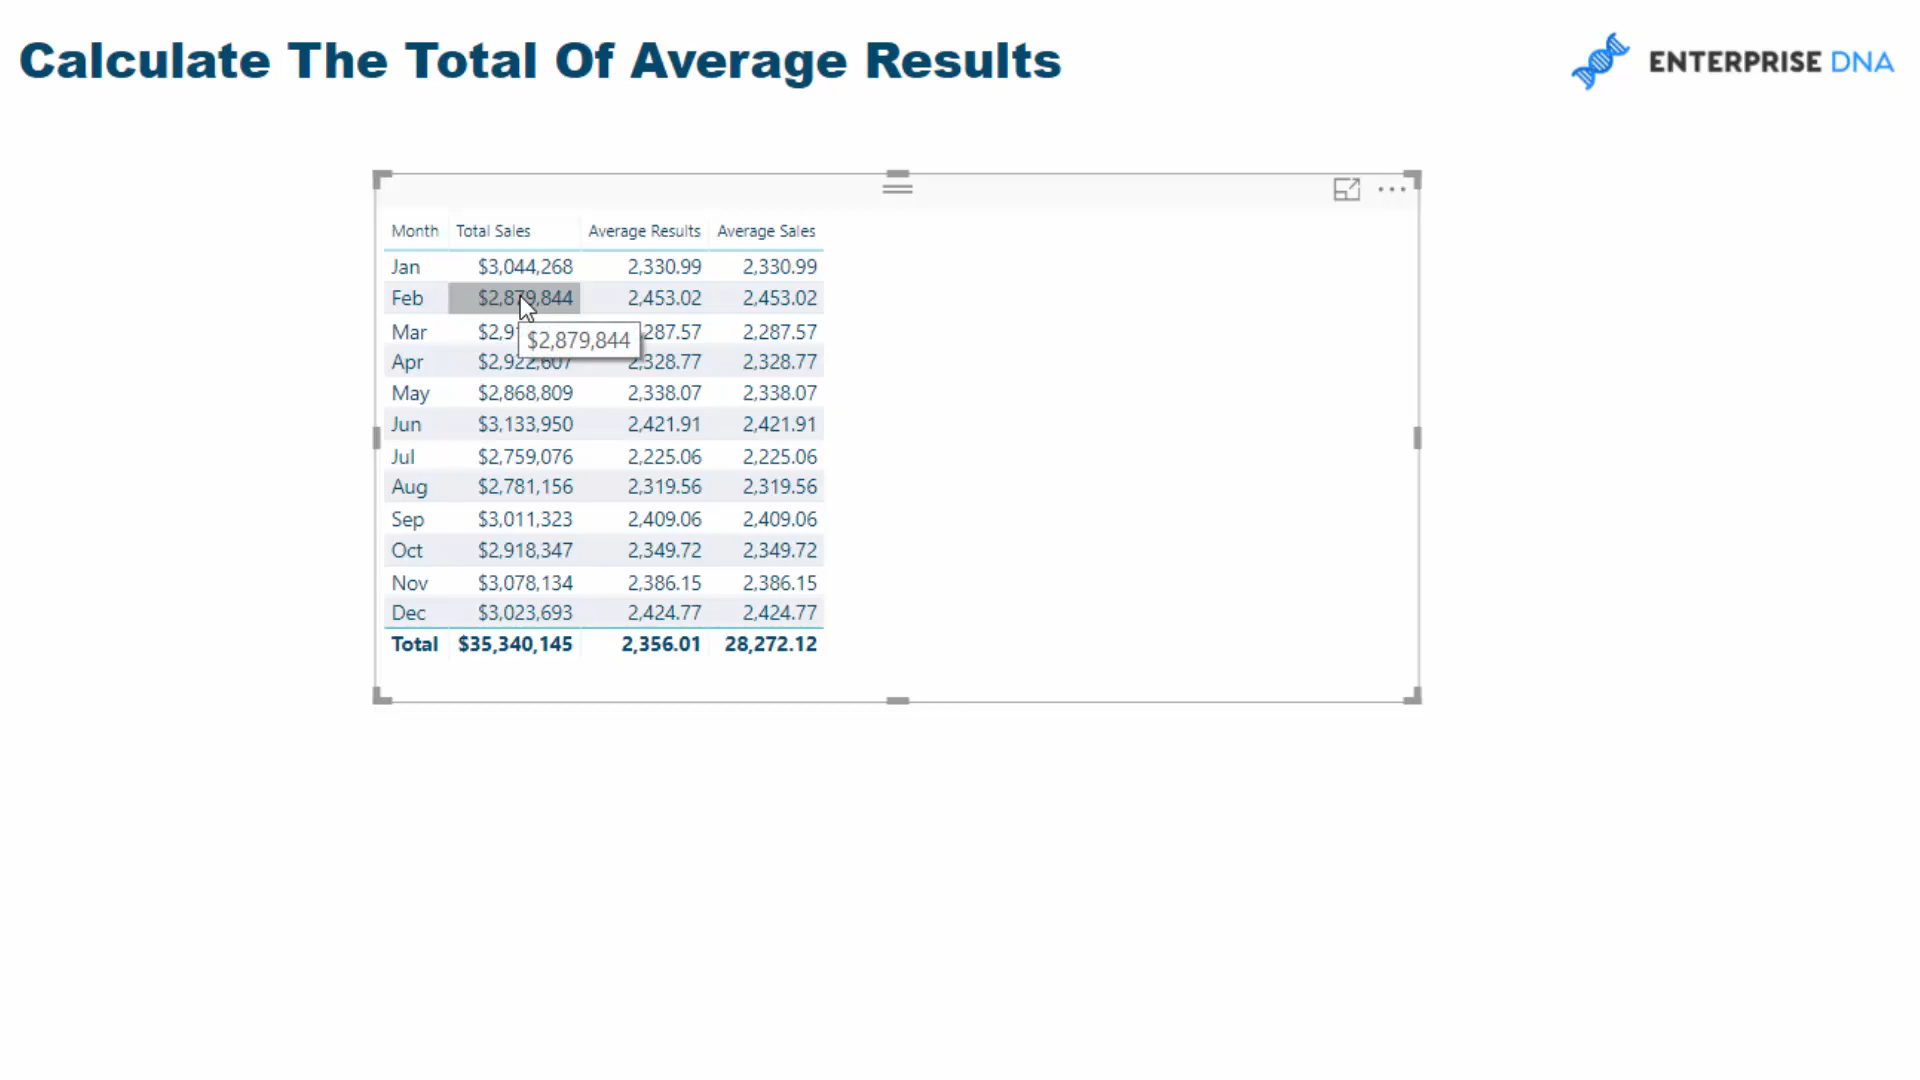 Calculate The Total Of Average Results
ENTERPRISE DNA
Month Total Sales Average Results Average Sales
Jan $3,044,268 2,330.99 2,330.99
Feb $2,879,844 2,453.02 2,453.02
Mar 2,287.57
$2,879,844
Apr 2,328.77 2,328.77
May $2,868,809 2,338.07 2,338.07
Jun $3,133,950 2,421.91 2,421.91
Jul $2,759,076 2,225.06 2,225.06
Aug $2,781,156 2,319.56 2,319.56
Sep $3,011,323 2,409.06 2,409.06
Oct $2,918,347 2,349.72 2,349.72
Nov $3,078,134 2,386.15 2,386.15
Dec $3,023,693 2,424.77 2,424.77
Total $35,340,145 2,356.01 28,272.12